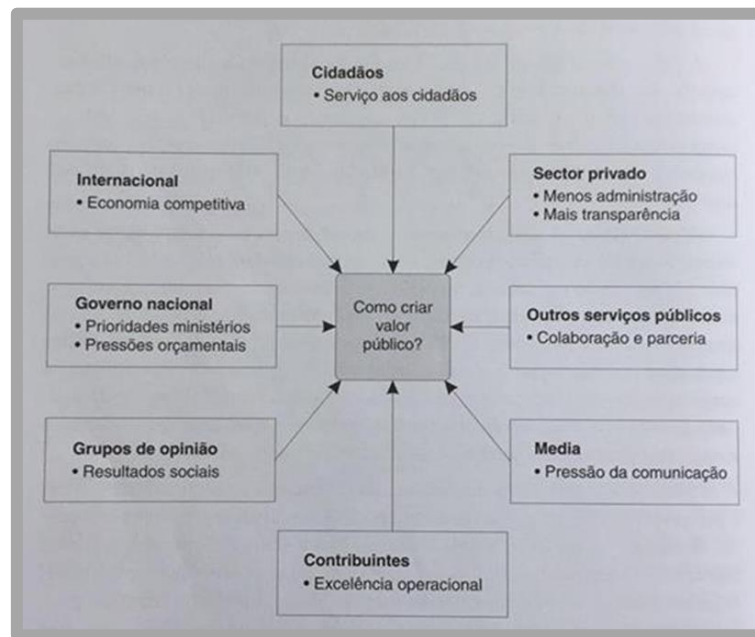 Cidadãos
• Serviço aos cidadãos
Internacional
• Economia competitiva
Sector privado
• Menos administração
• Mais transparência
Governo nacional
• Prioridades ministérios
• Pressões orçamentais
Como criar
valor
público?
Outros serviços públicos
• Colaboração e parceria
Grupos de opinião
• Resultados sociais
Media
• Pressão da comunicação
Contribuintes
• Excelência operacional